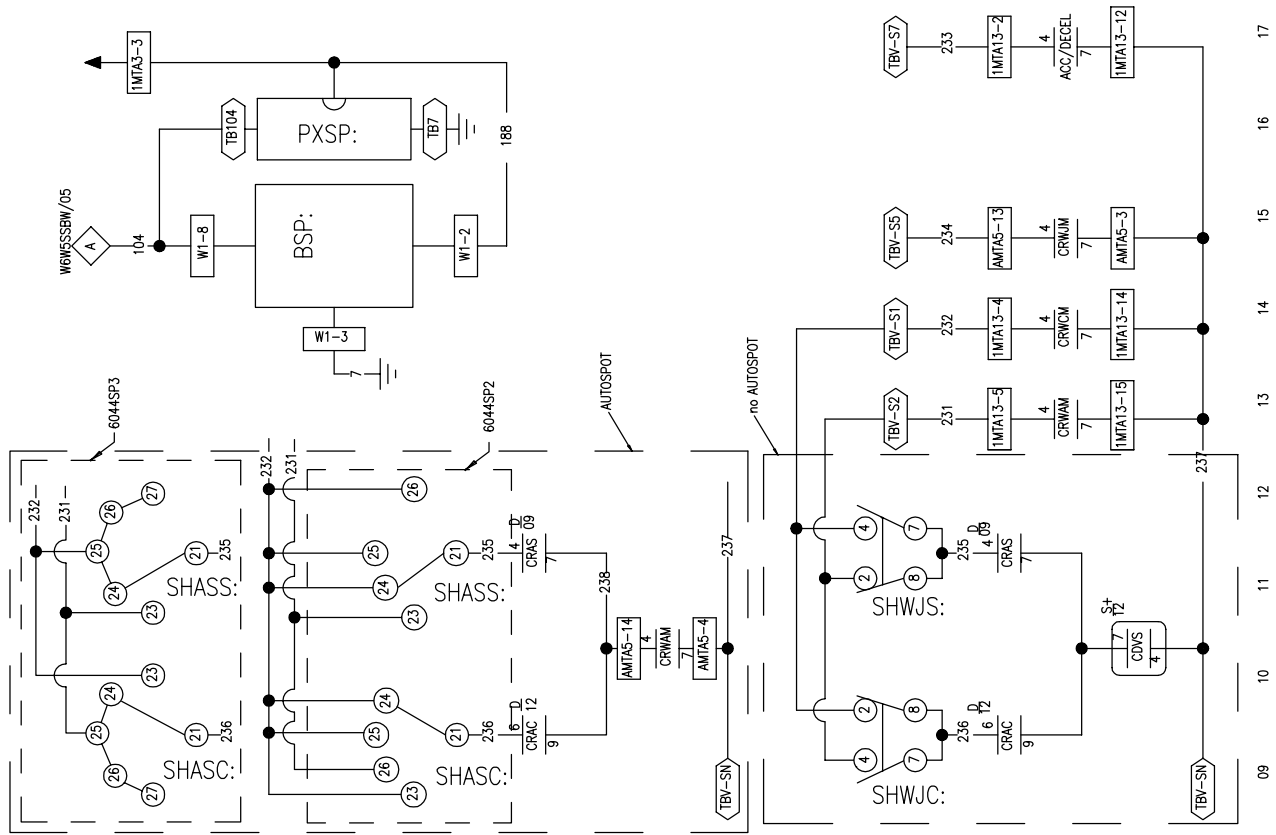 1MTA3-3
W6W5SSBW/05
A
104
TB104
PXSP:
TB7
188
W1-8
BSP:
W1-2
W1-3
7
6044SP3
232
231
27
26
25
24
21
235
SHASS:
23
23
24
25
26
27
21
236
SHASC:
6044SP2
AUTOSPOT
232
231
26
25
24
23
21
SHASS:
235
4
D
09
CRAS
7
24
25
26
23
21
SHASC:
236
6
D
12
CRAC
9
238
AMTA5-14
4
CRWAM
7
AMTA5-4
237
TBV-SN
no AUTOSPOT
4
7
2
8
SHWJS:
235
4
D
09
CRAS
7
2
8
4
7
SHWJC:
236
6
D
12
CRAC
9
S+
12
7
CDVS
4
237
TBV-SN
TBV-S7
233
1MTA13-2
4
ACC/DECEL
7
1MTA13-12
TBV-S5
234
AMTA5-13
4
CRWJM
7
AMTA5-3
TBV-S1
232
1MTA13-4
4
CRWCM
7
1MTA13-14
TBV-S2
231
1MTA13-5
4
CRWAM
7
1MTA13-15
17
16
15
14
13
12
11
10
09